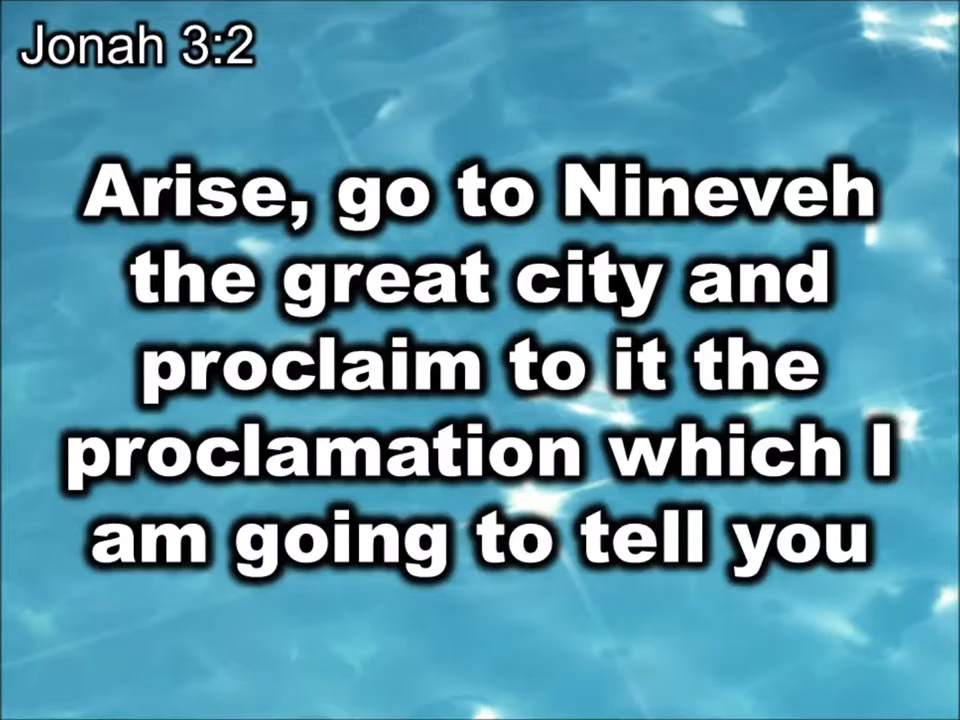 Jonah 3:2
Arise, go to Nineveh
the great city and
proclaim to it the
proclamation which I
am going to tell you